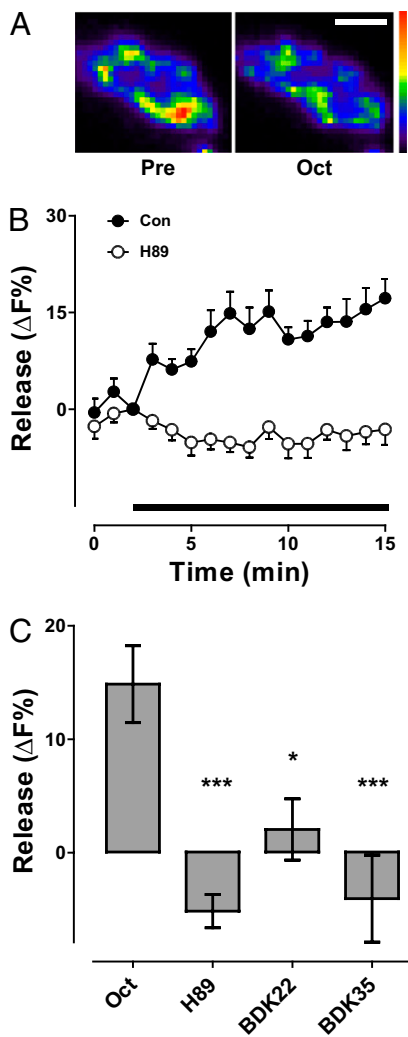 A
Pre Oct
B
Con
H89
30
15
0
Release (ΔF%)
0 5 10 15
Time (min)
C
20
10
0
Release (ΔF%)
***
*
***
Oct H89 BDK22 BDK35